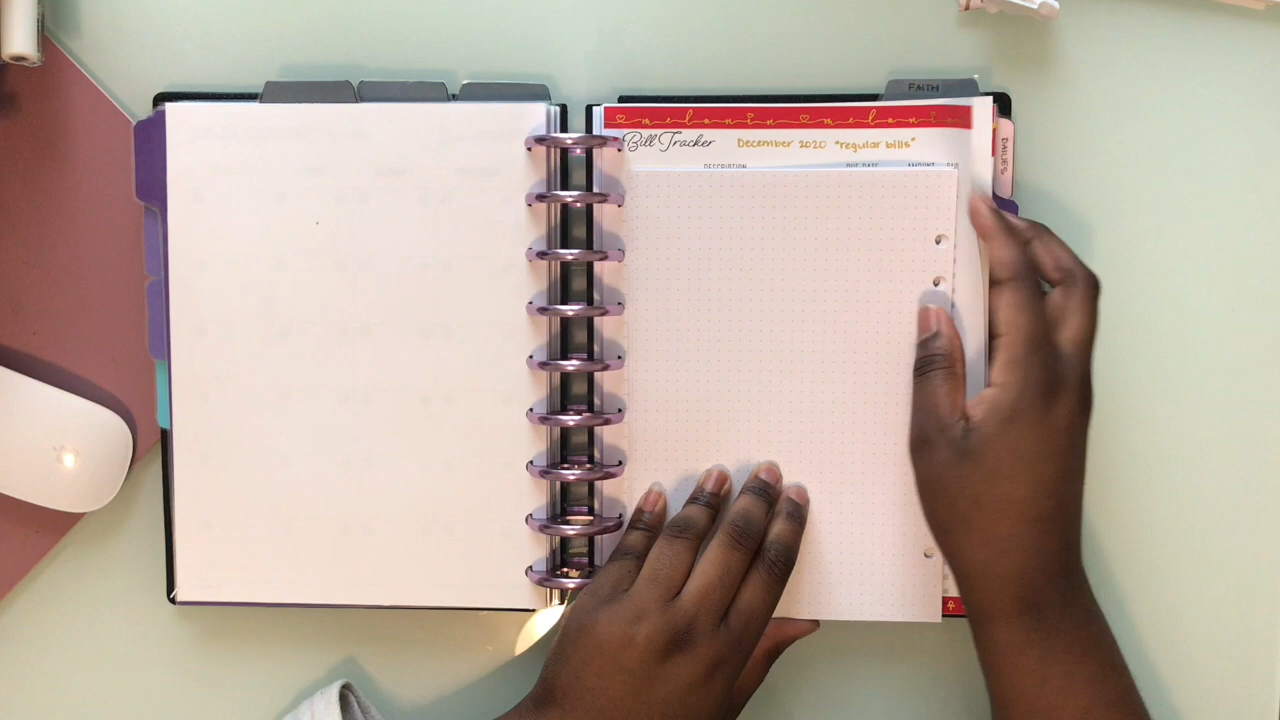 FAITH
melanin melanin
Bill Tracker December 2020 "regular bills"
DESCRIPTION DUE DATE AMOUNT
DAILIES